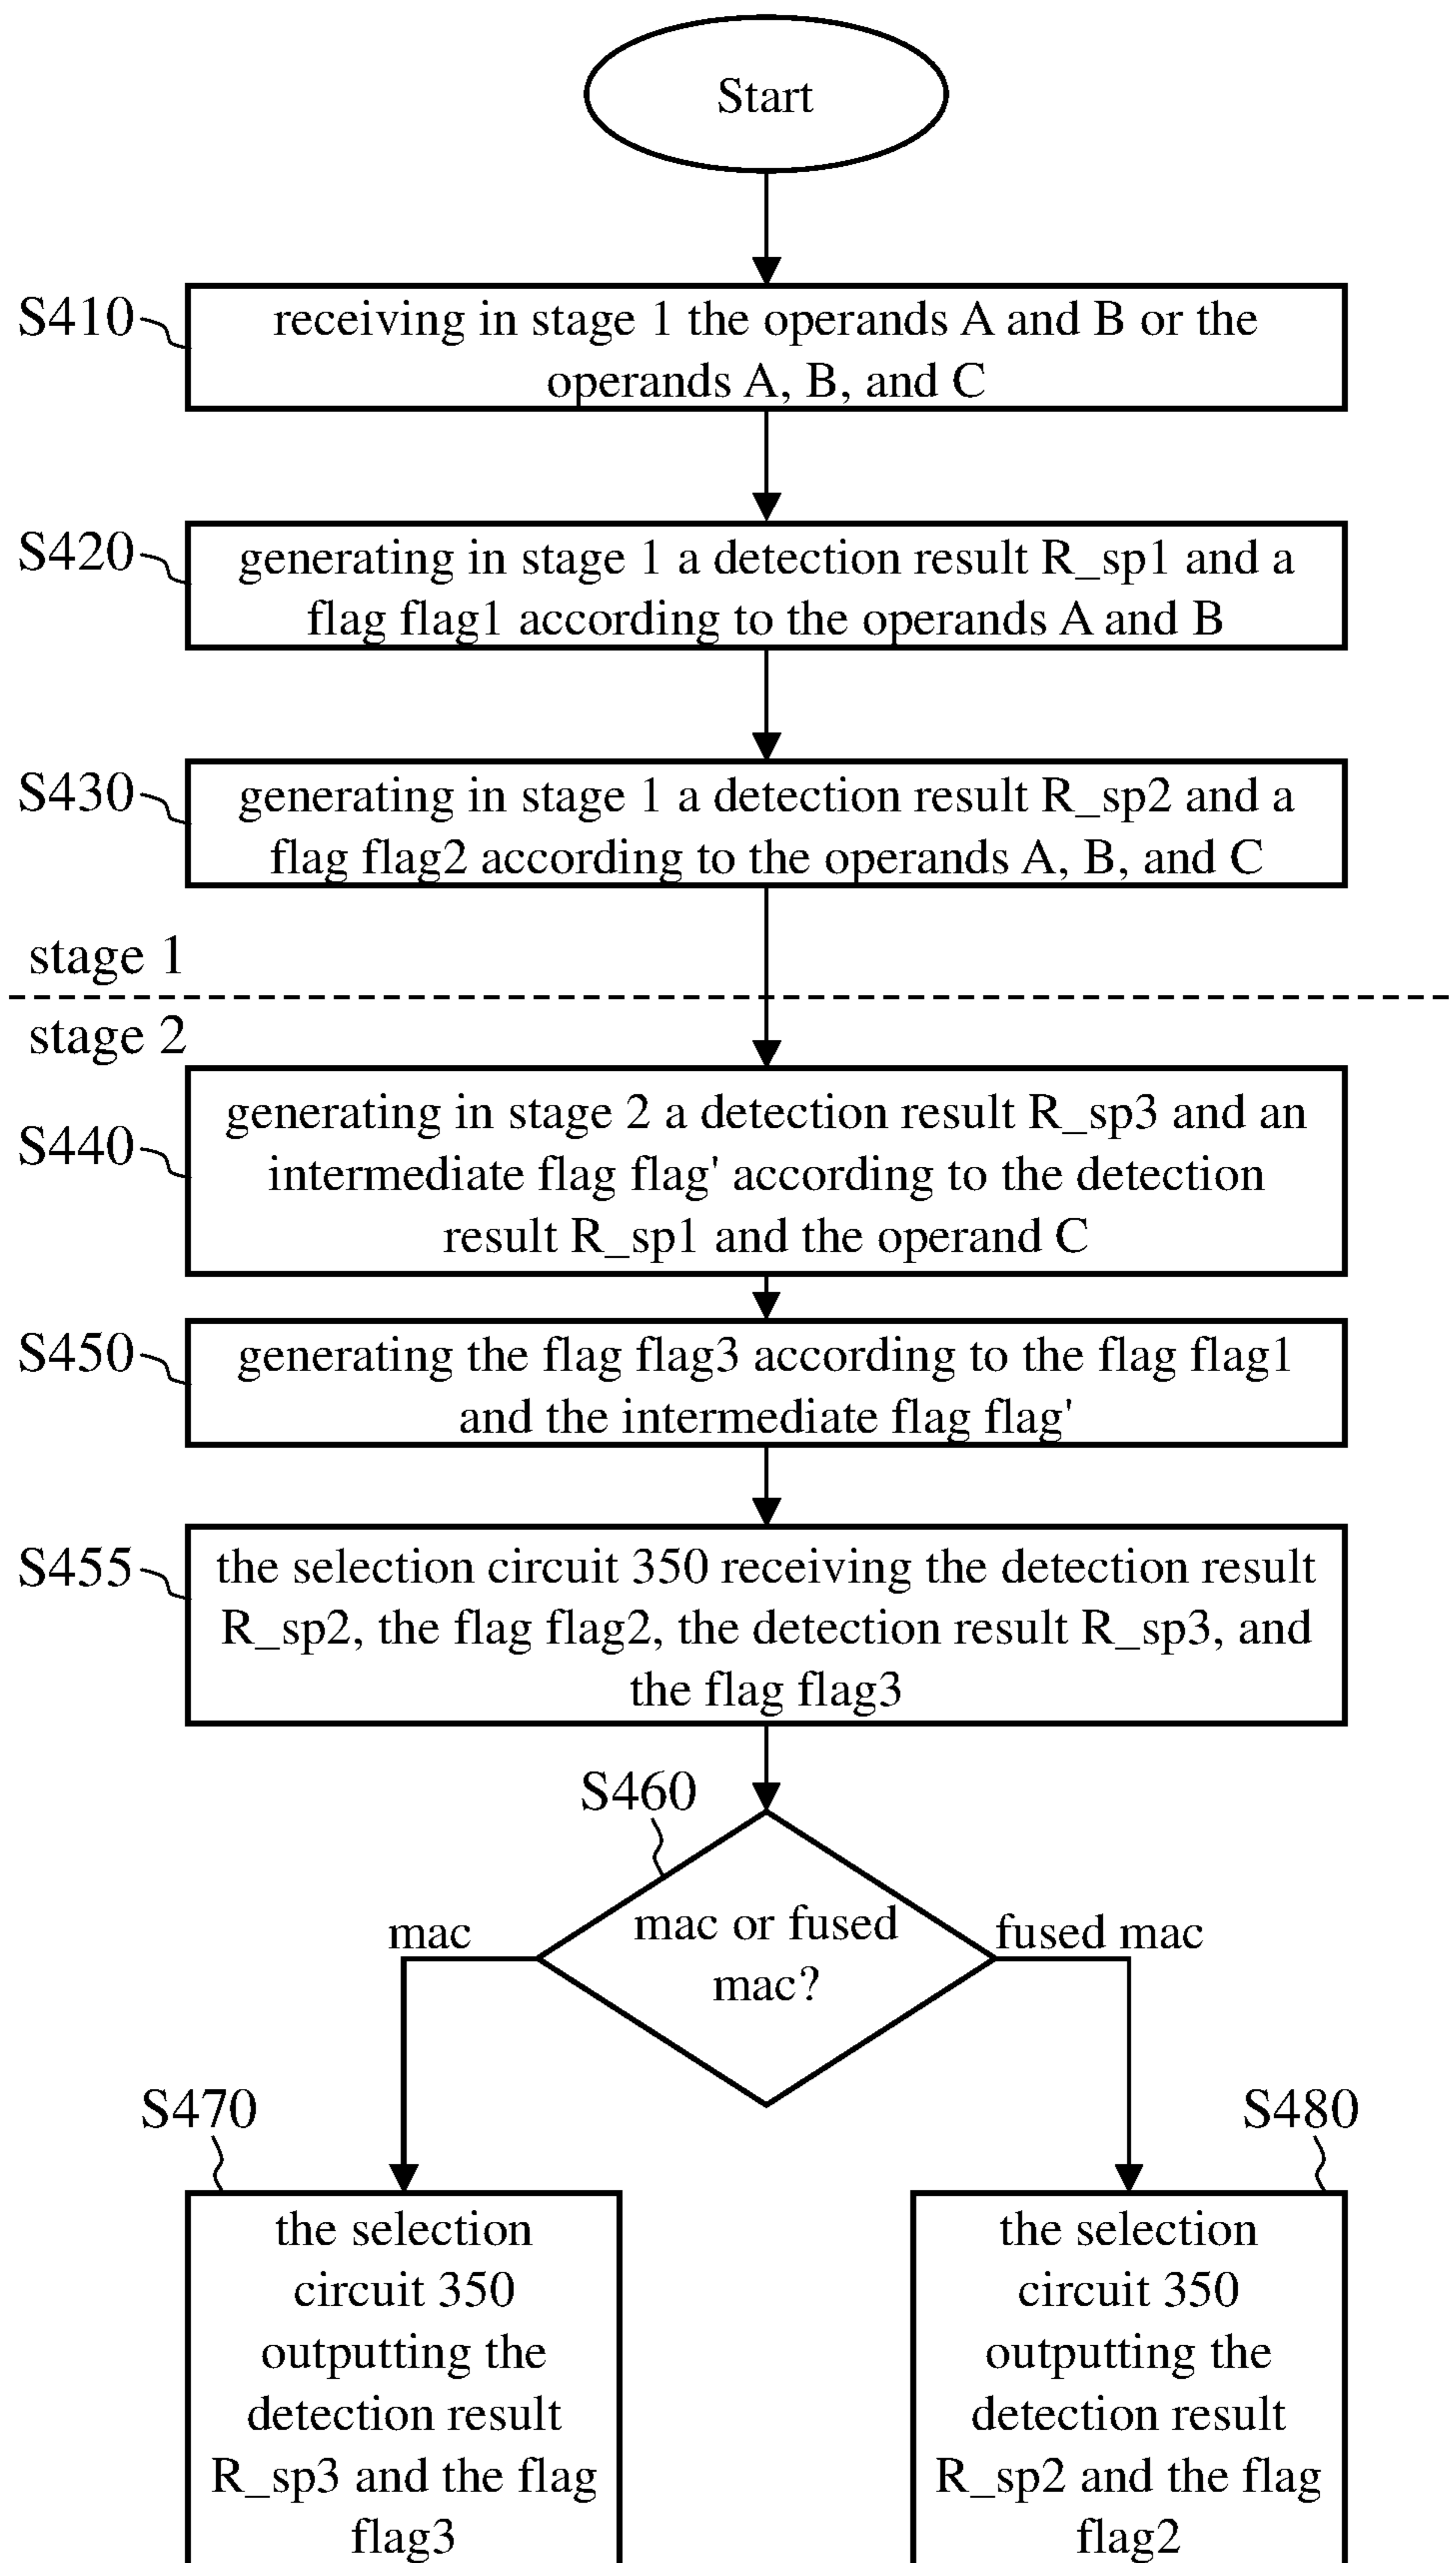 Start
S410
receiving in stage 1 the operands A and B or the
operands A, B, and C
S420
generating in stage 1 a detection result R_sp1 and a
flag flag1 according to the operands A and B
S430
generating in stage 1 a detection result R_sp2 and a
flag flag2 according to the operands A, B, and C
stage 1
stage 2
S440
generating in stage 2 a detection result R_sp3 and an
intermediate flag flag' according to the detection
result R_sp1 and the operand C
S450
generating the flag flag3 according to the flag flag1
and the intermediate flag flag'
S455
the selection circuit 350 receiving the detection result
R_sp2, the flag flag2, the detection result R_sp3, and
the flag flag3
S460
mac or fused
mac?
mac
fused mac
S470
the selection
circuit 350
outputting the
detection result
R_sp3 and the flag
flag3
S480
the selection
circuit 350
outputting the
detection result
R_sp2 and the flag
flag2